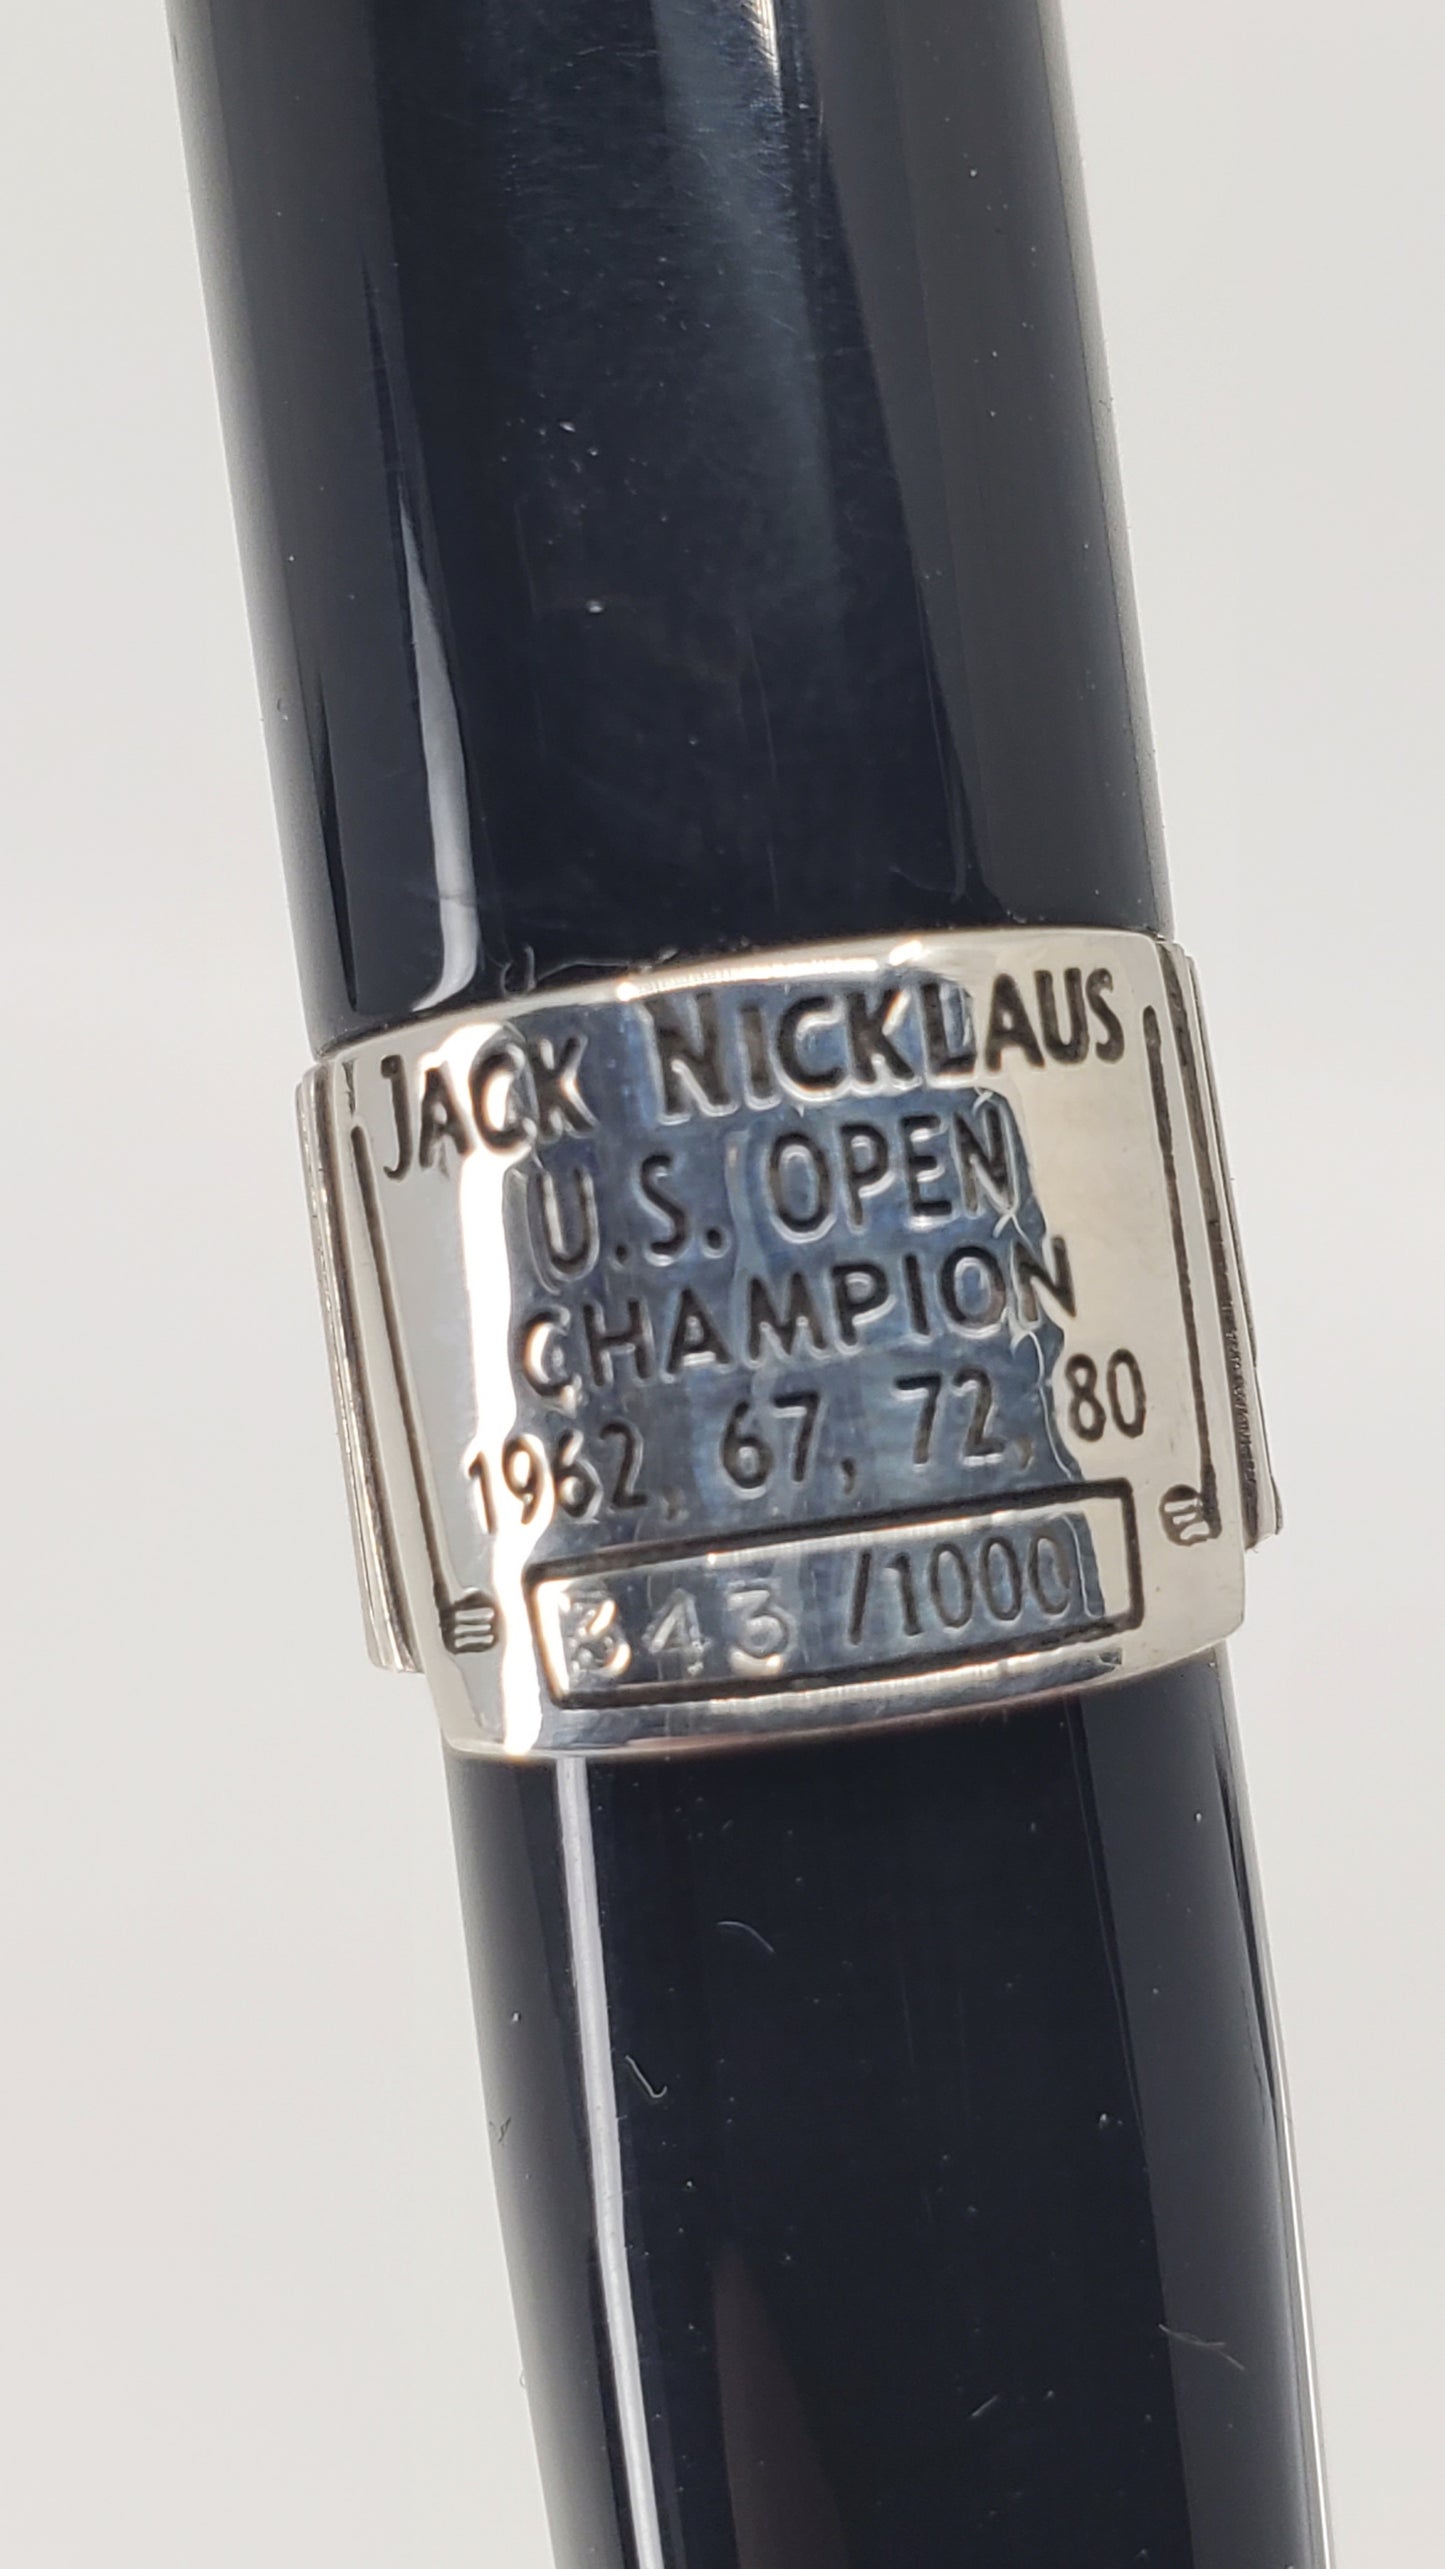 JACK NICKLAUS
U.S. OPEN
CHAMPION
1962, 67, 72, 80
343 /1000